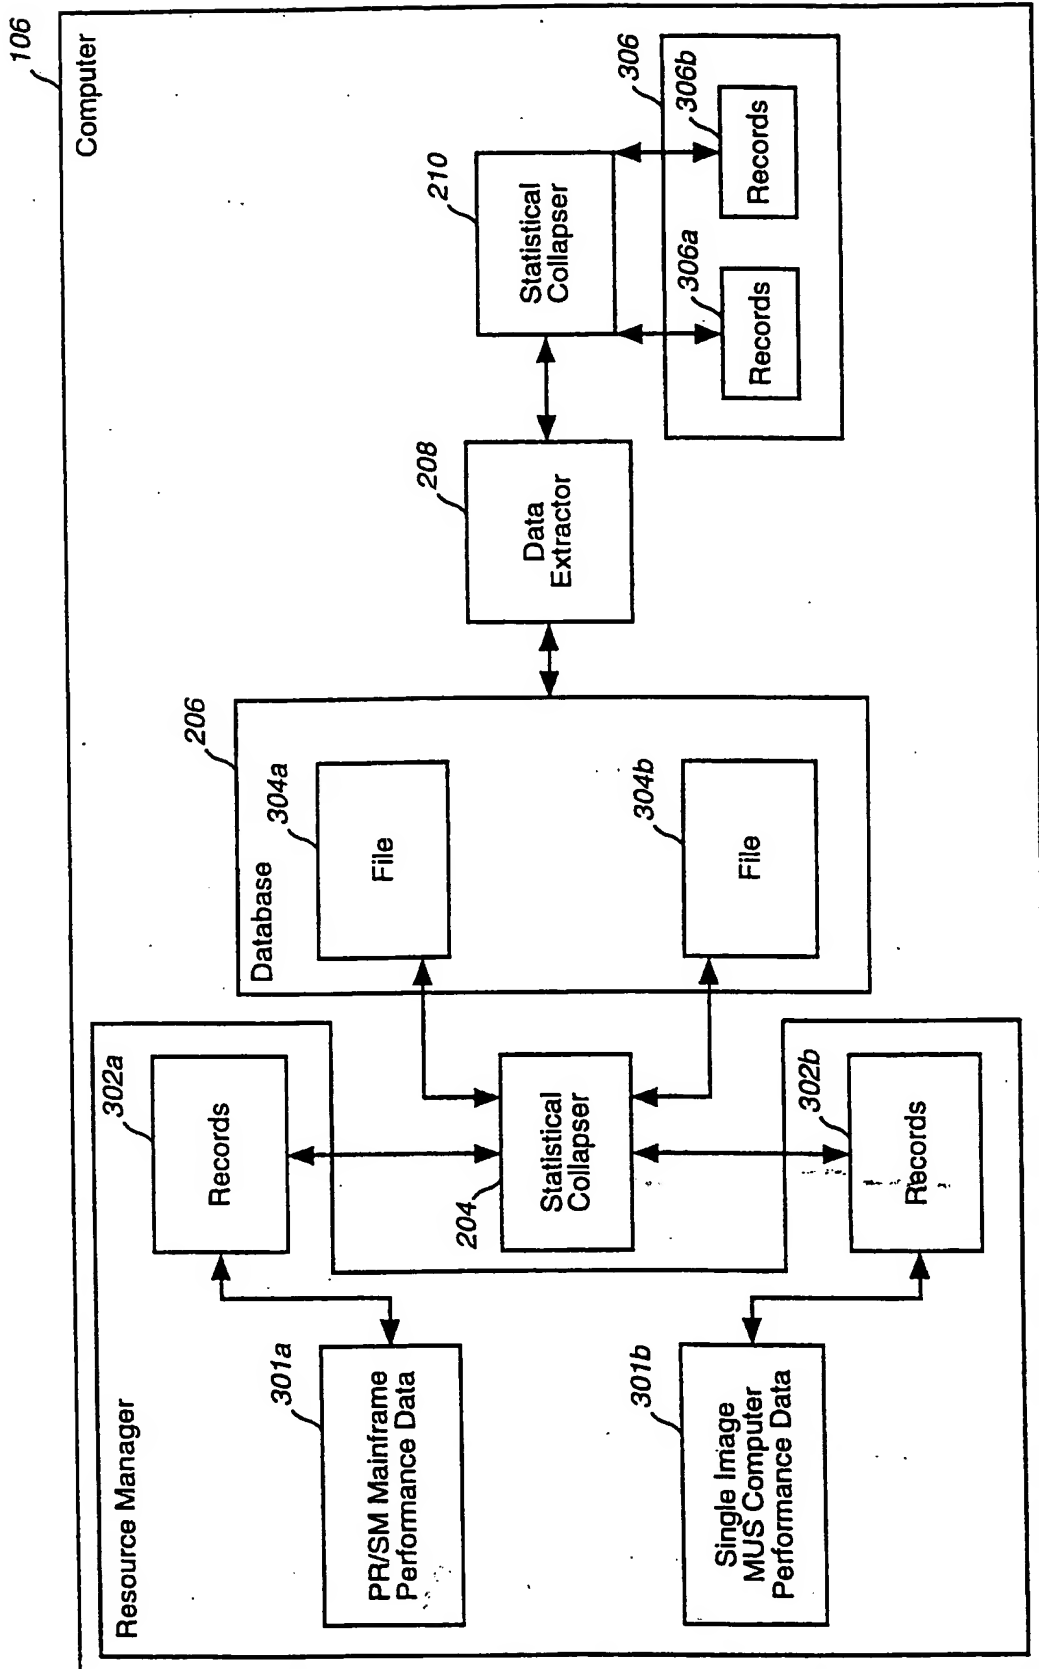 106
Computer
Resource Manager
301a
PR/SM Mainframe
Performance Data
302a
Records
204
Statistical
Collapser
301b
Single Image
MUS Computer
Performance Data
302b
Records
206
Database
304a
File
304b
File
208
Data
Extractor
210
Statistical
Collapser
306
306a
Records
306b
Records